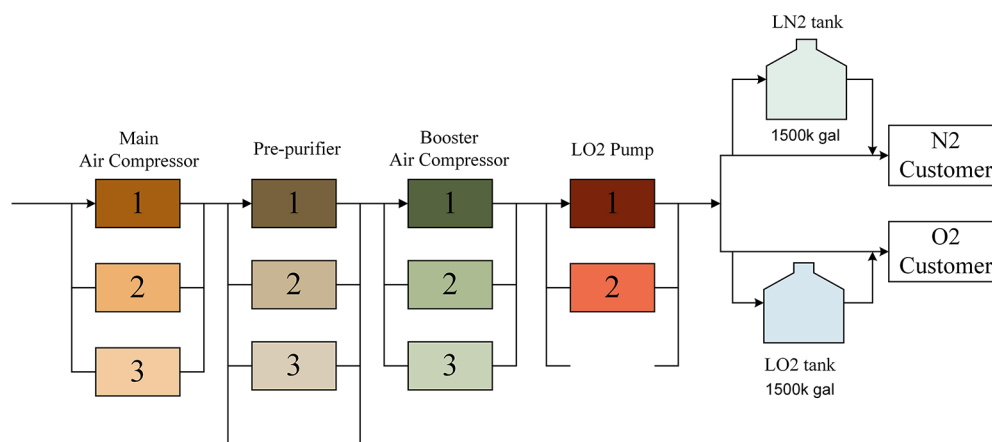 Main
Air Compressor
Pre-purifier
Booster
Air Compressor
LO2 Pump
LN2 tank
1500k gal
N2
Customer
O2
Customer
LO2 tank
1500k gal
1
1
1
1
2
2
2
2
3
3
3